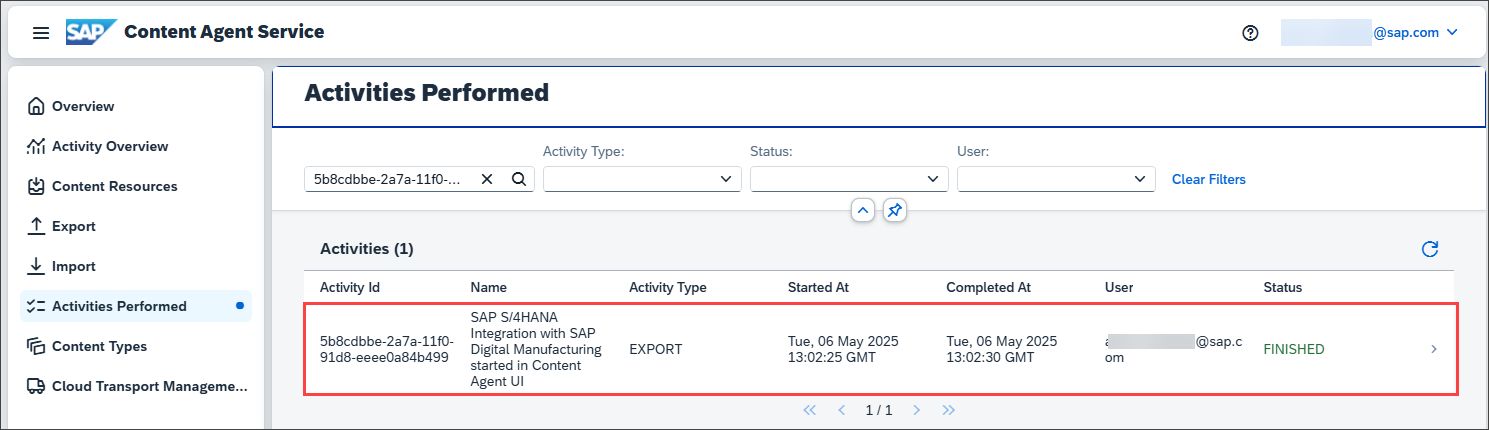 SAP Content Agent Service
@sap.com
Overview
Activity Overview
Content Resources
Export
Import
Activities Performed
Content Types
Cloud Transport Manageme...
Activities Performed
Activity Type:
Status:
User:
5b8cdbbe-2a7a-11f0-...
Clear Filters
Activities (1)
Activity Id Name Activity Type Started At Completed At User Status
5b8cdbbe-2a7a-11f0-
91d8-eeee0a84b499
SAP S/4HANA
Integration with SAP
Digital Manufacturing
started in Content
Agent UI
EXPORT
Tue, 06 May 2025
13:02:25 GMT
Tue, 06 May 2025
13:02:30 GMT
@sap.c
om
FINISHED
1 / 1